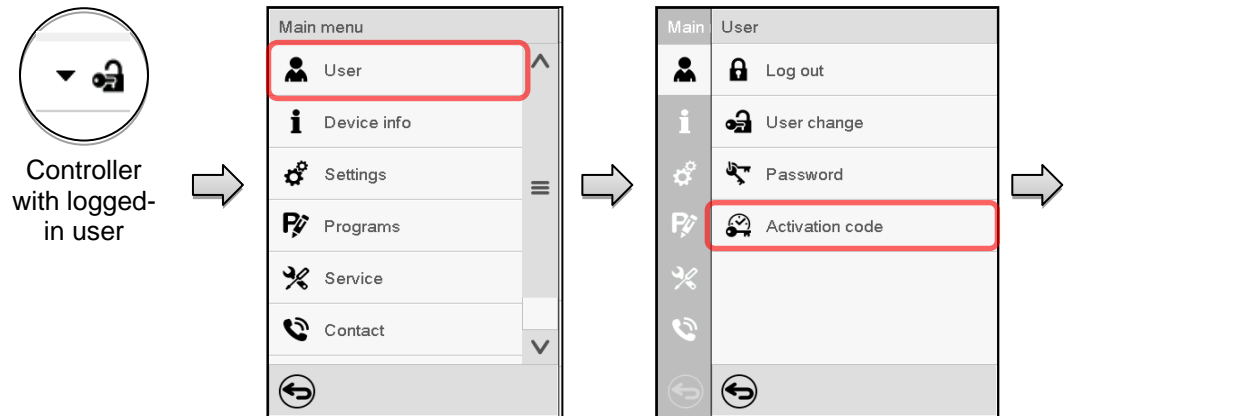 Controller
with logged-
in user
Main menu
User
Device info
Settings
Programs
Service
Contact
Main
User
Log out
User change
Password
Activation code